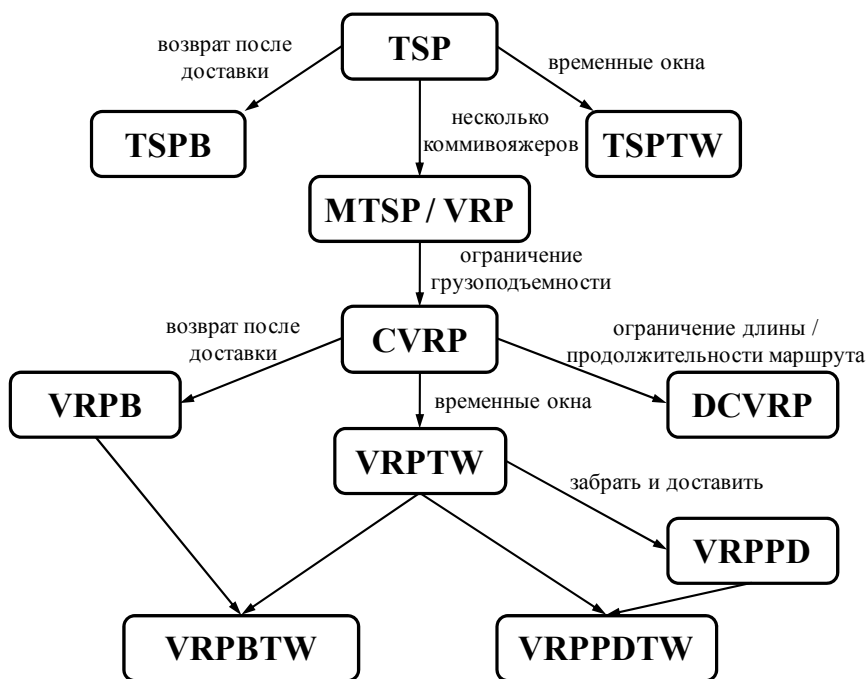 TSP
возврат после
доставки
временные окна
TSPB
несколько
коммивояжеров
TSPTW
MTSP / VRP
ограничение
грузоподъемности
возврат после
доставки
CVRP
ограничение длины /
продолжительности маршрута
VRPB
временные окна
DCVRP
VRPTW
забрать и доставить
VRPPD
VRPBTW
VRPPDTW